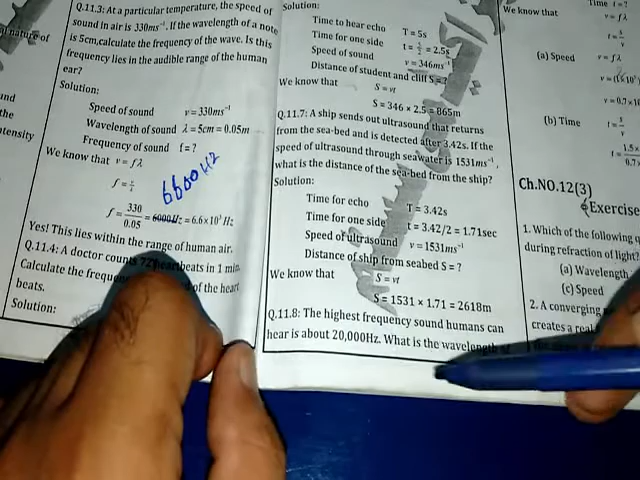 al nature of
nd
the
ntensity
Q.11.3: At a particular temperature, the speed of
sound in air is 330ms⁻¹. If the wavelength of a note
is 5cm,calculate the frequency of the wave. Is this
frequency lies in the audible range of the human
ear?
Solution:
Speed of sound v = 330ms⁻¹
Wavelength of sound λ = 5cm = 0.05m
Frequency of sound f = ?
We know that v = fλ
6600Hz
f = 330/0.05 = 6000Hz = 6.6×10³ Hz
Yes! This lies within the range of human air.
Q.11.4: A doctor counts 72 heartbeats in 1 min.
Calculate the of the heart
beats.
Solution:
Solution:
Time to hear echo T = 5s
Time for one side = 2.5s
Speed of sound v = 346ms⁻¹
Distance of student and cliff S = ?
We know that S = vt
S = 346 × 2.5 = 865m
Q.11.7: A ship sends out ultrasound that returns
from the sea-bed and is detected after 3.42s. If the
speed of ultrasound through seawater is 1531ms⁻¹,
what is the distance of the sea-bed from the ship?
Solution:
Time for echo T = 3.42s
Time for one side t = 3.42/2 = 1.71sec
Speed of ultrasound v = 1531ms⁻¹
Distance of ship from seabed S = ?
We know that S = vt
S = 1531 × 1.71 = 2618m
Q.11.8: The highest frequency sound humans can
hear is about 20,000Hz. What is the wavelength of
Time t = ?
We know that v = fλ
(a) Speed v = fλ
(b) Time
Ch.NO.12(3)
Exercise
1. Which of the following
during refraction of light?
(a) Wavelength
(c) Speed
2. A converging
creates a real